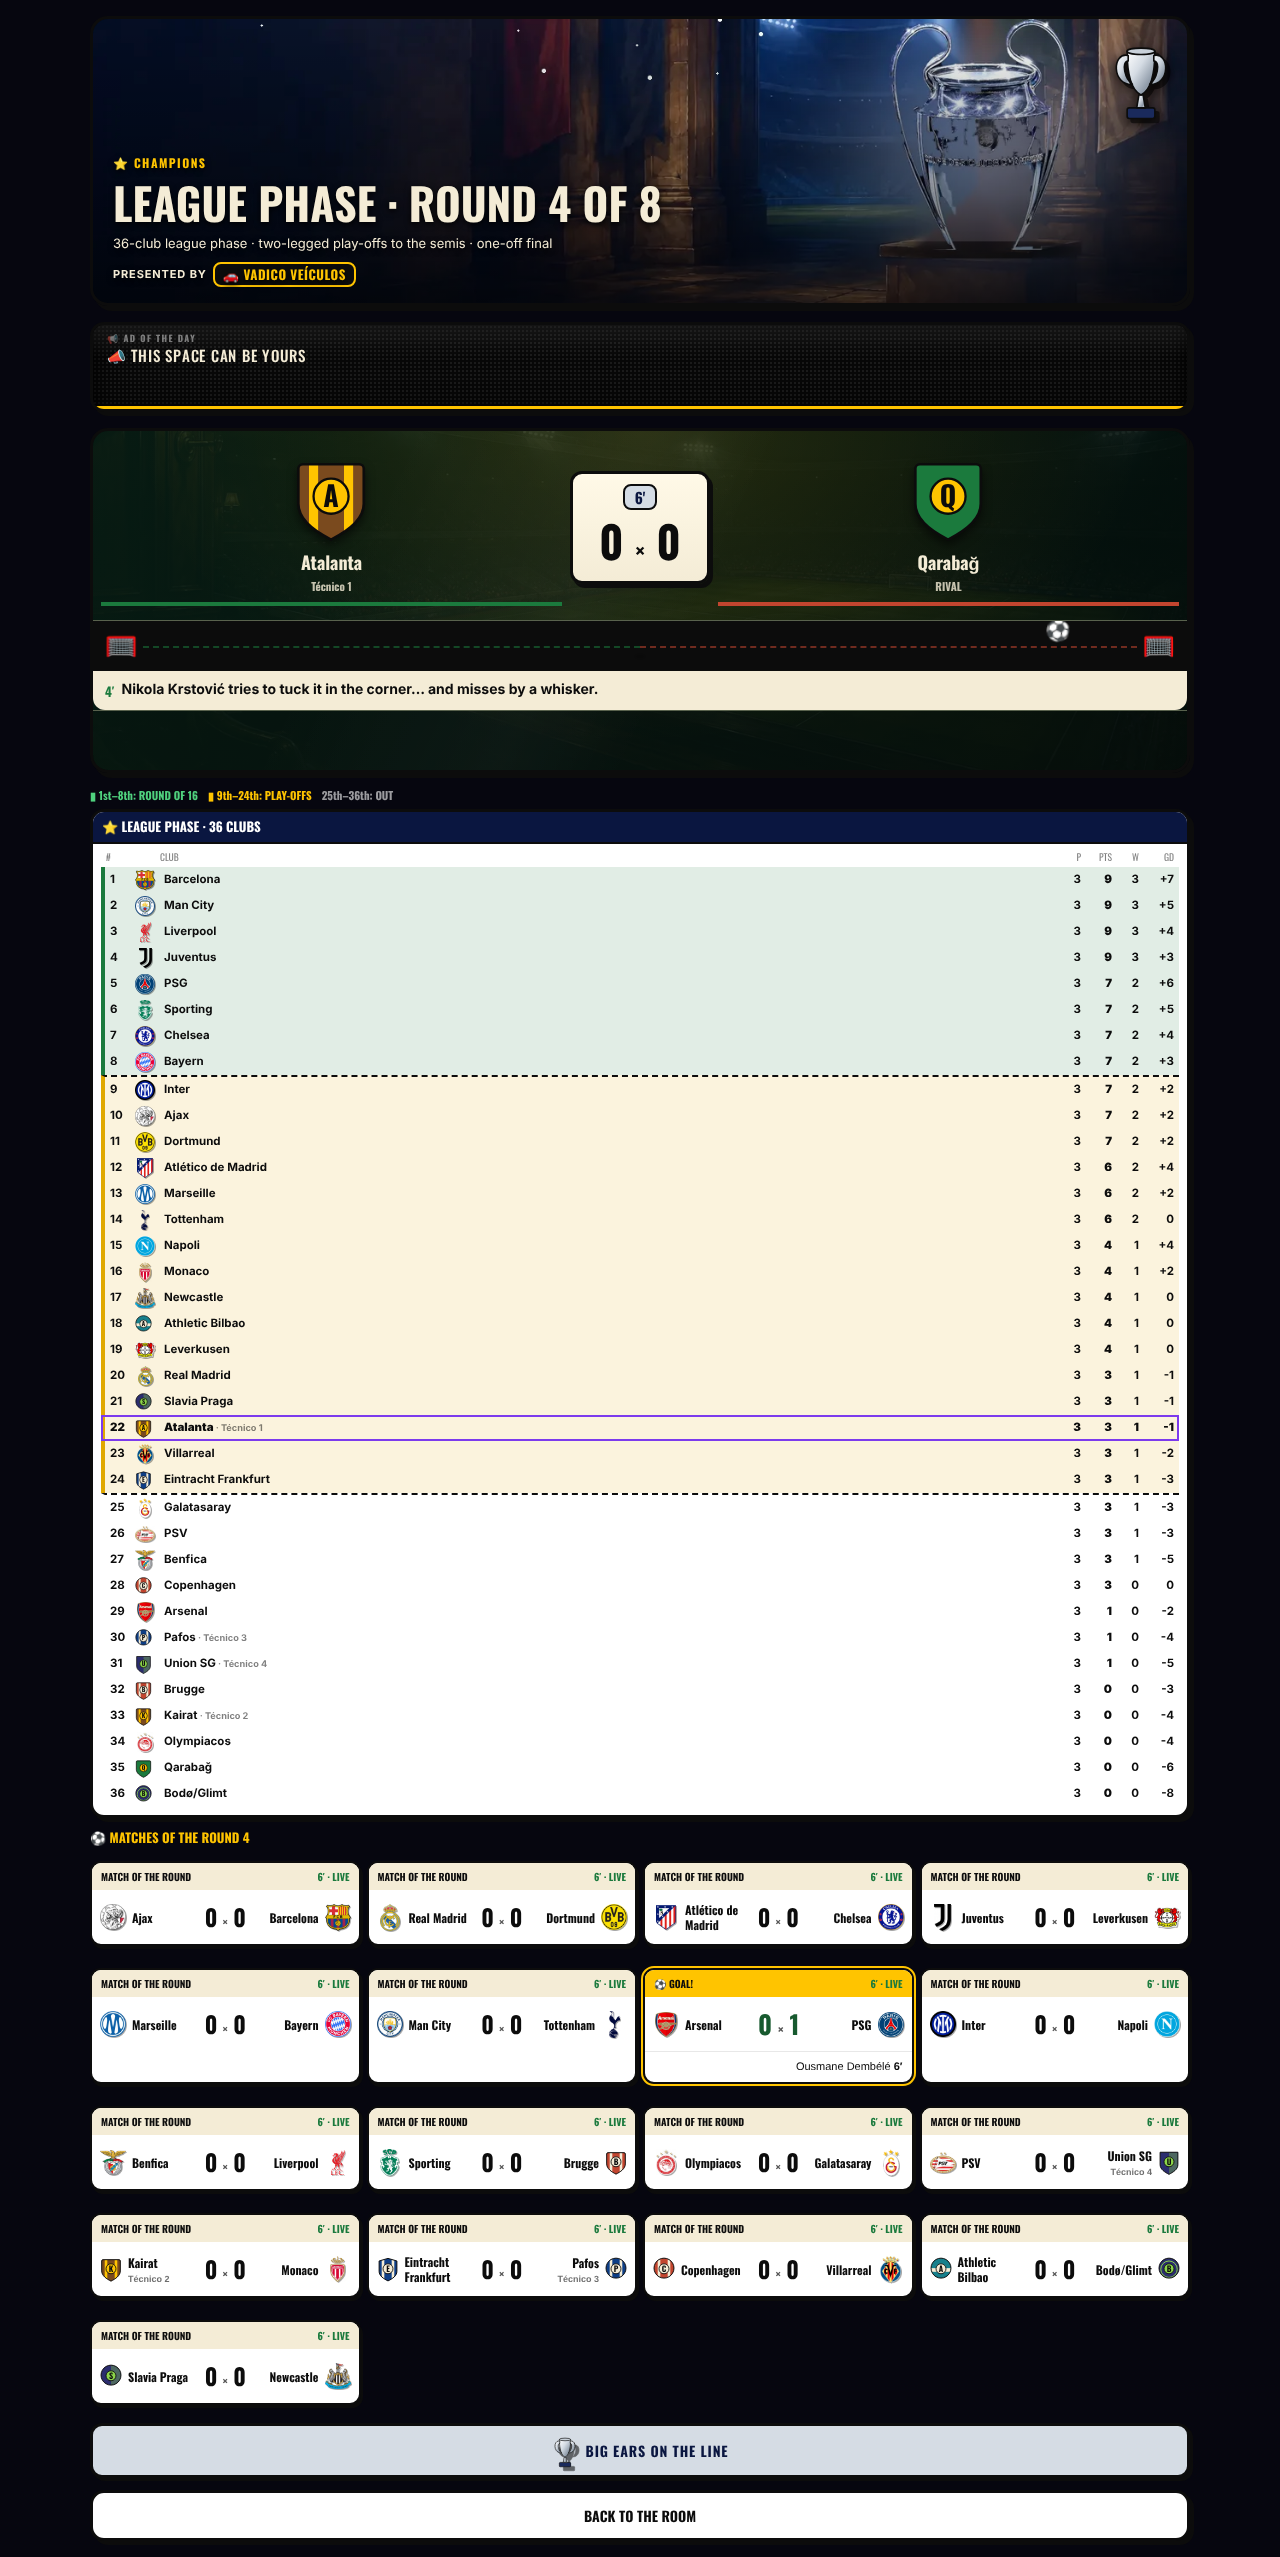 ⭐ CHAMPIONS
LEAGUE PHASE · ROUND 4 OF 8
36-club league phase · two-legged play-offs to the semis · one-off final
PRESENTED BY 🚗 VADICO VEÍCULOS
📢 AD OF THE DAY
📣 THIS SPACE CAN BE YOURS
A
Atalanta
Técnico 1
6'
0 × 0
Q
Qarabağ
RIVAL
4' Nikola Krstović tries to tuck it in the corner... and misses by a whisker.
1st–8th: ROUND OF 16 9th–24th: PLAY-OFFS 25th–36th: OUT
⭐ LEAGUE PHASE · 36 CLUBS
# CLUB P PTS W GD
1 Barcelona 3 9 3 +7
2 Man City 3 9 3 +5
3 Liverpool 3 9 3 +4
4 Juventus 3 9 3 +3
5 PSG 3 7 2 +6
6 Sporting 3 7 2 +5
7 Chelsea 3 7 2 +4
8 Bayern 3 7 2 +3
9 Inter 3 7 2 +2
10 Ajax 3 7 2 +2
11 Dortmund 3 7 2 +2
12 Atlético de Madrid 3 6 2 +4
13 Marseille 3 6 2 +2
14 Tottenham 3 6 2 0
15 Napoli 3 4 1 +4
16 Monaco 3 4 1 +2
17 Newcastle 3 4 1 0
18 Athletic Bilbao 3 4 1 0
19 Leverkusen 3 4 1 0
20 Real Madrid 3 3 1 -1
21 Slavia Praga 3 3 1 -1
22 Atalanta · Técnico 1 3 3 1 -1
23 Villarreal 3 3 1 -2
24 Eintracht Frankfurt 3 3 1 -3
25 Galatasaray 3 3 1 -3
26 PSV 3 3 1 -3
27 Benfica 3 3 1 -5
28 Copenhagen 3 3 0 0
29 Arsenal 3 1 0 -2
30 Pafos · Técnico 3 3 1 0 -4
31 Union SG · Técnico 4 3 1 0 -5
32 Brugge 3 0 0 -3
33 Kairat · Técnico 2 3 0 0 -4
34 Olympiacos 3 0 0 -4
35 Qarabağ 3 0 0 -6
36 Bodø/Glimt 3 0 0 -8
⚽ MATCHES OF THE ROUND 4
MATCH OF THE ROUND 6' · LIVE
Ajax 0 × 0 Barcelona
MATCH OF THE ROUND 6' · LIVE
Real Madrid 0 × 0 Dortmund
MATCH OF THE ROUND 6' · LIVE
Atlético de
Madrid 0 × 0 Chelsea
MATCH OF THE ROUND 6' · LIVE
Juventus 0 × 0 Leverkusen
MATCH OF THE ROUND 6' · LIVE
Marseille 0 × 0 Bayern
MATCH OF THE ROUND 6' · LIVE
Man City 0 × 0 Tottenham
⚽ GOAL! 6' · LIVE
Arsenal 0 × 1 PSG
Ousmane Dembélé 6'
MATCH OF THE ROUND 6' · LIVE
Inter 0 × 0 Napoli
MATCH OF THE ROUND 6' · LIVE
Benfica 0 × 0 Liverpool
MATCH OF THE ROUND 6' · LIVE
Sporting 0 × 0 Brugge
MATCH OF THE ROUND 6' · LIVE
Olympiacos 0 × 0 Galatasaray
MATCH OF THE ROUND 6' · LIVE
PSV 0 × 0 Union SG
Técnico 4
MATCH OF THE ROUND 6' · LIVE
Kairat 0 × 0 Monaco
Técnico 2
MATCH OF THE ROUND 6' · LIVE
Eintracht
Frankfurt 0 × 0 Pafos
Técnico 3
MATCH OF THE ROUND 6' · LIVE
Copenhagen 0 × 0 Villarreal
MATCH OF THE ROUND 6' · LIVE
Athletic
Bilbao 0 × 0 Bodø/Glimt
MATCH OF THE ROUND 6' · LIVE
Slavia Praga 0 × 0 Newcastle
BIG EARS ON THE LINE
BACK TO THE ROOM